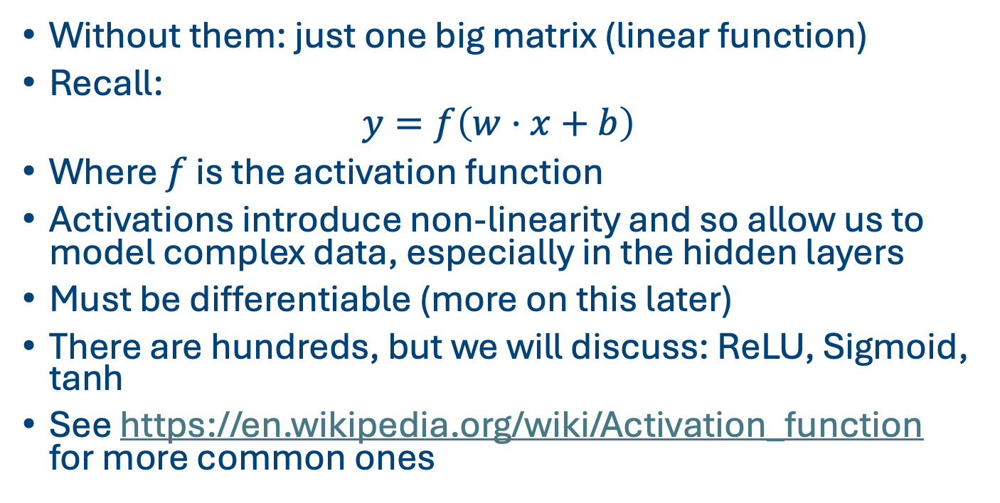 • Without them: just one big matrix (linear function)
• Recall:
y = f(w · x + b)
• Where f is the activation function
• Activations introduce non-linearity and so allow us to
model complex data, especially in the hidden layers
• Must be differentiable (more on this later)
• There are hundreds, but we will discuss: ReLU, Sigmoid,
tanh
• See https://en.wikipedia.org/wiki/Activation_function
for more common ones